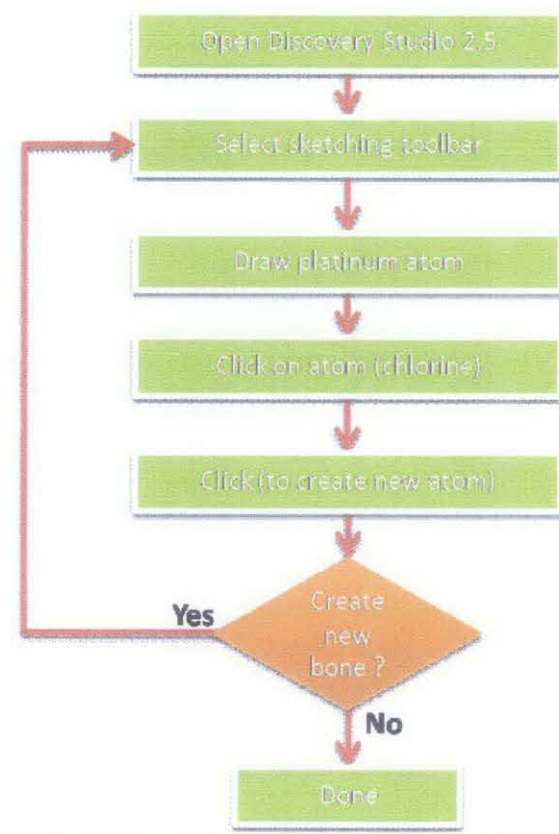 Open Discovery Studio 2.5
Select sketching toolbar
Draw platinum atom
Click on atom (chlorine)
Click (to create new atom)
Create
new
bone ?
Yes
No
Done